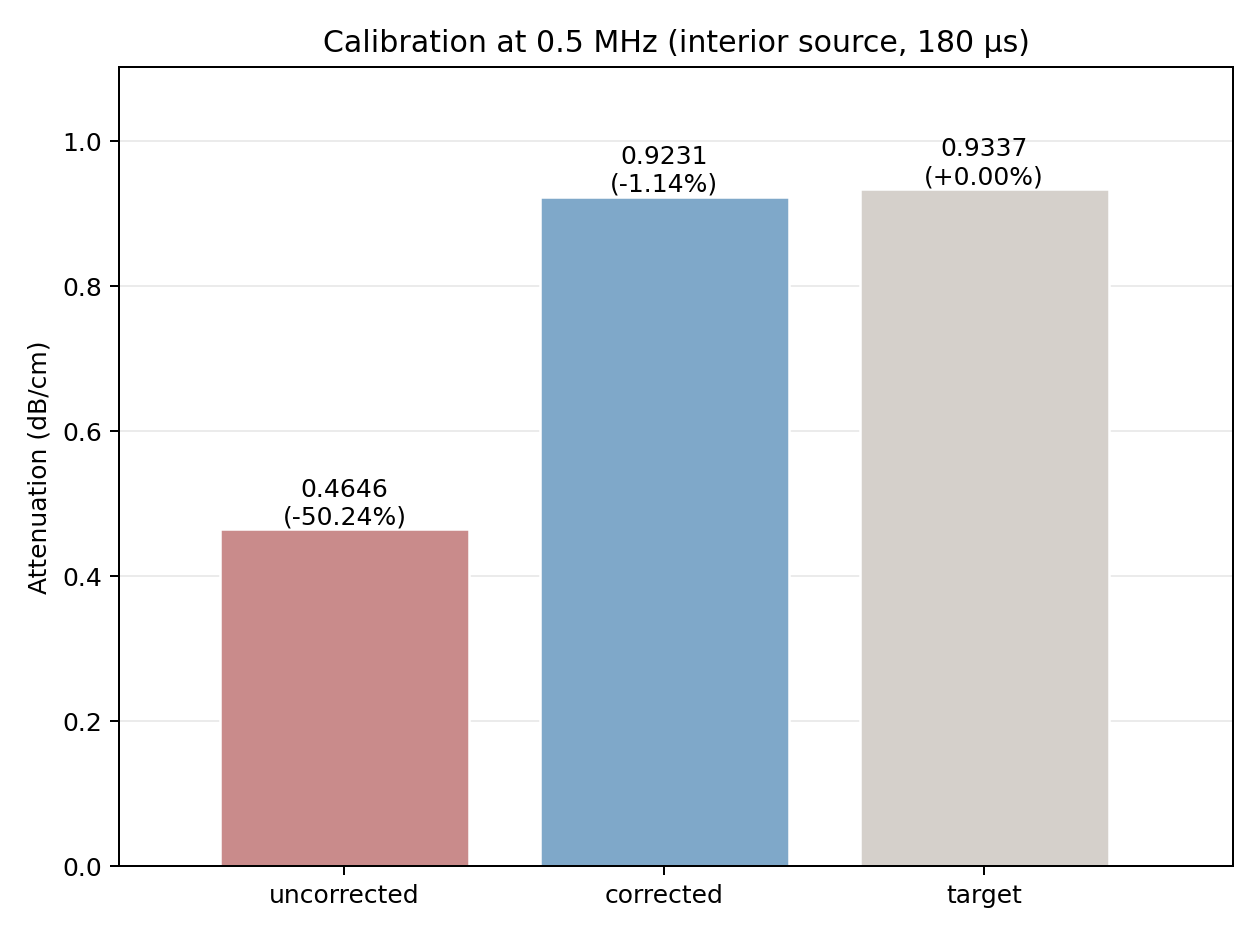 Calibration at 0.5 MHz (interior source, 180 µs)
Attenuation (dB/cm)
1.0
0.8
0.6
0.4
0.2
0.0
0.4646
(-50.24%)
0.9231
(-1.14%)
0.9337
(+0.00%)
uncorrected
corrected
target